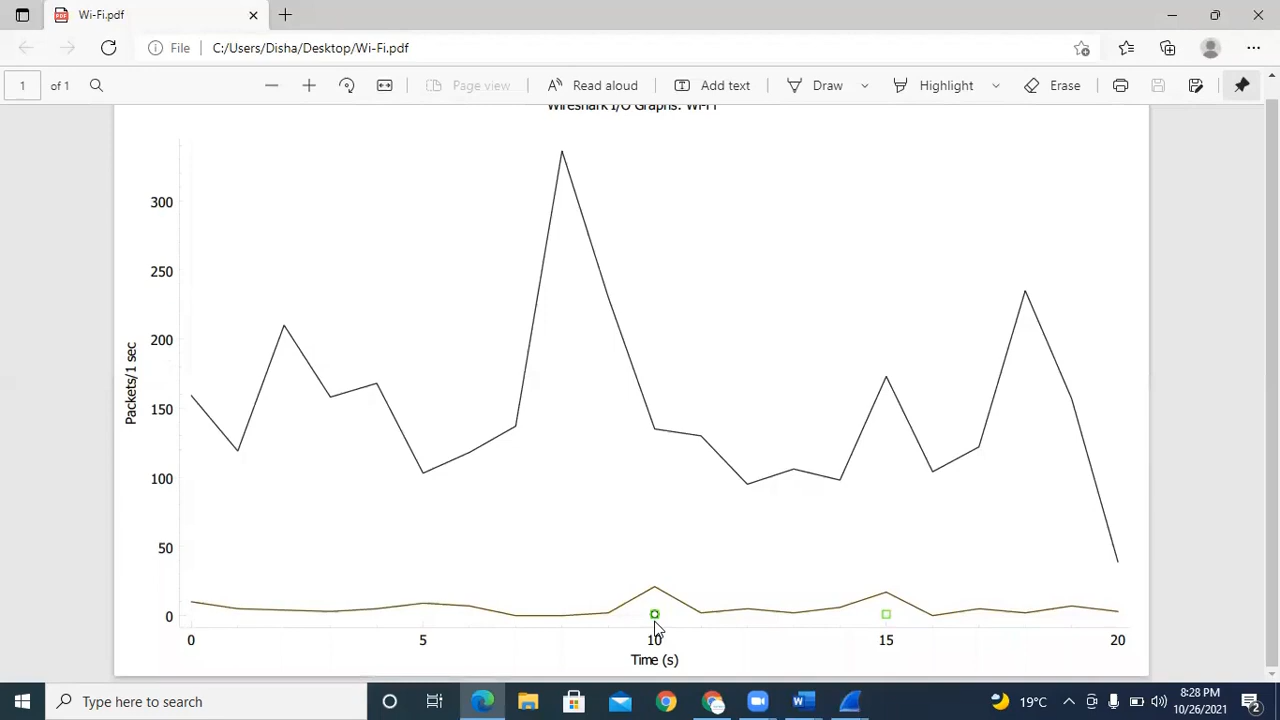 Wi-Fi.pdf
File C:/Users/Disha/Desktop/Wi-Fi.pdf
1 of 1 Page view Read aloud Add text Draw Highlight Erase
Wireshark I/O Graphs: Wi-Fi
300
250
200
150
100
50
0
Packets/1 sec
0 5 10 15 20
Time (s)
Type here to search
19°C
8:28 PM
10/26/2021
2